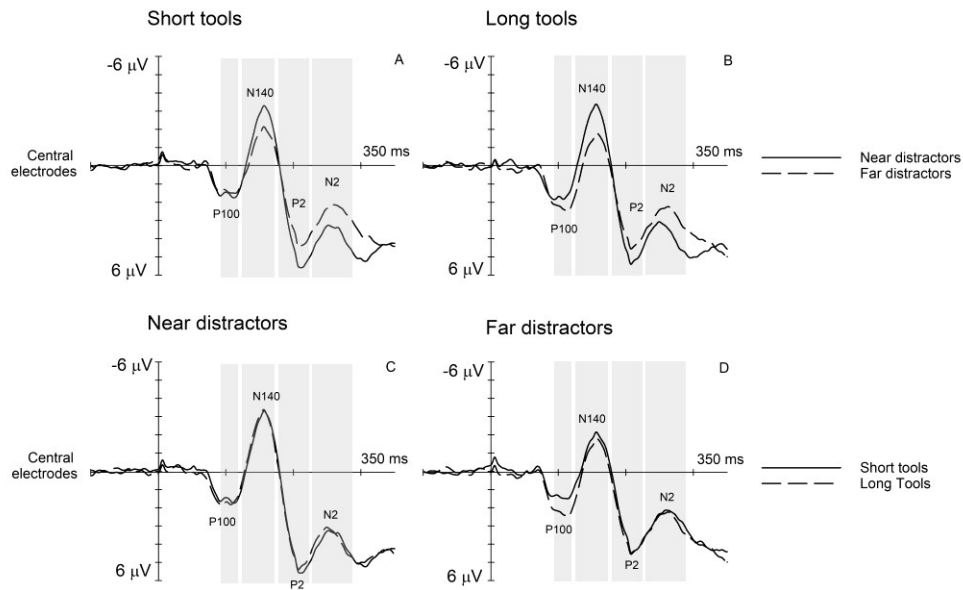 Short tools
Long tools
-6 μV
A
-6 μV
B
N140
N140
Central
electrodes
350 ms
350 ms
Near distractors
Far distractors
P100
P2
N2
P100
P2
N2
6 μV
6 μV
Near distractors
Far distractors
-6 μV
C
-6 μV
D
N140
N140
Central
electrodes
350 ms
350 ms
Short tools
Long Tools
P100
P2
N2
P100
P2
N2
6 μV
6 μV